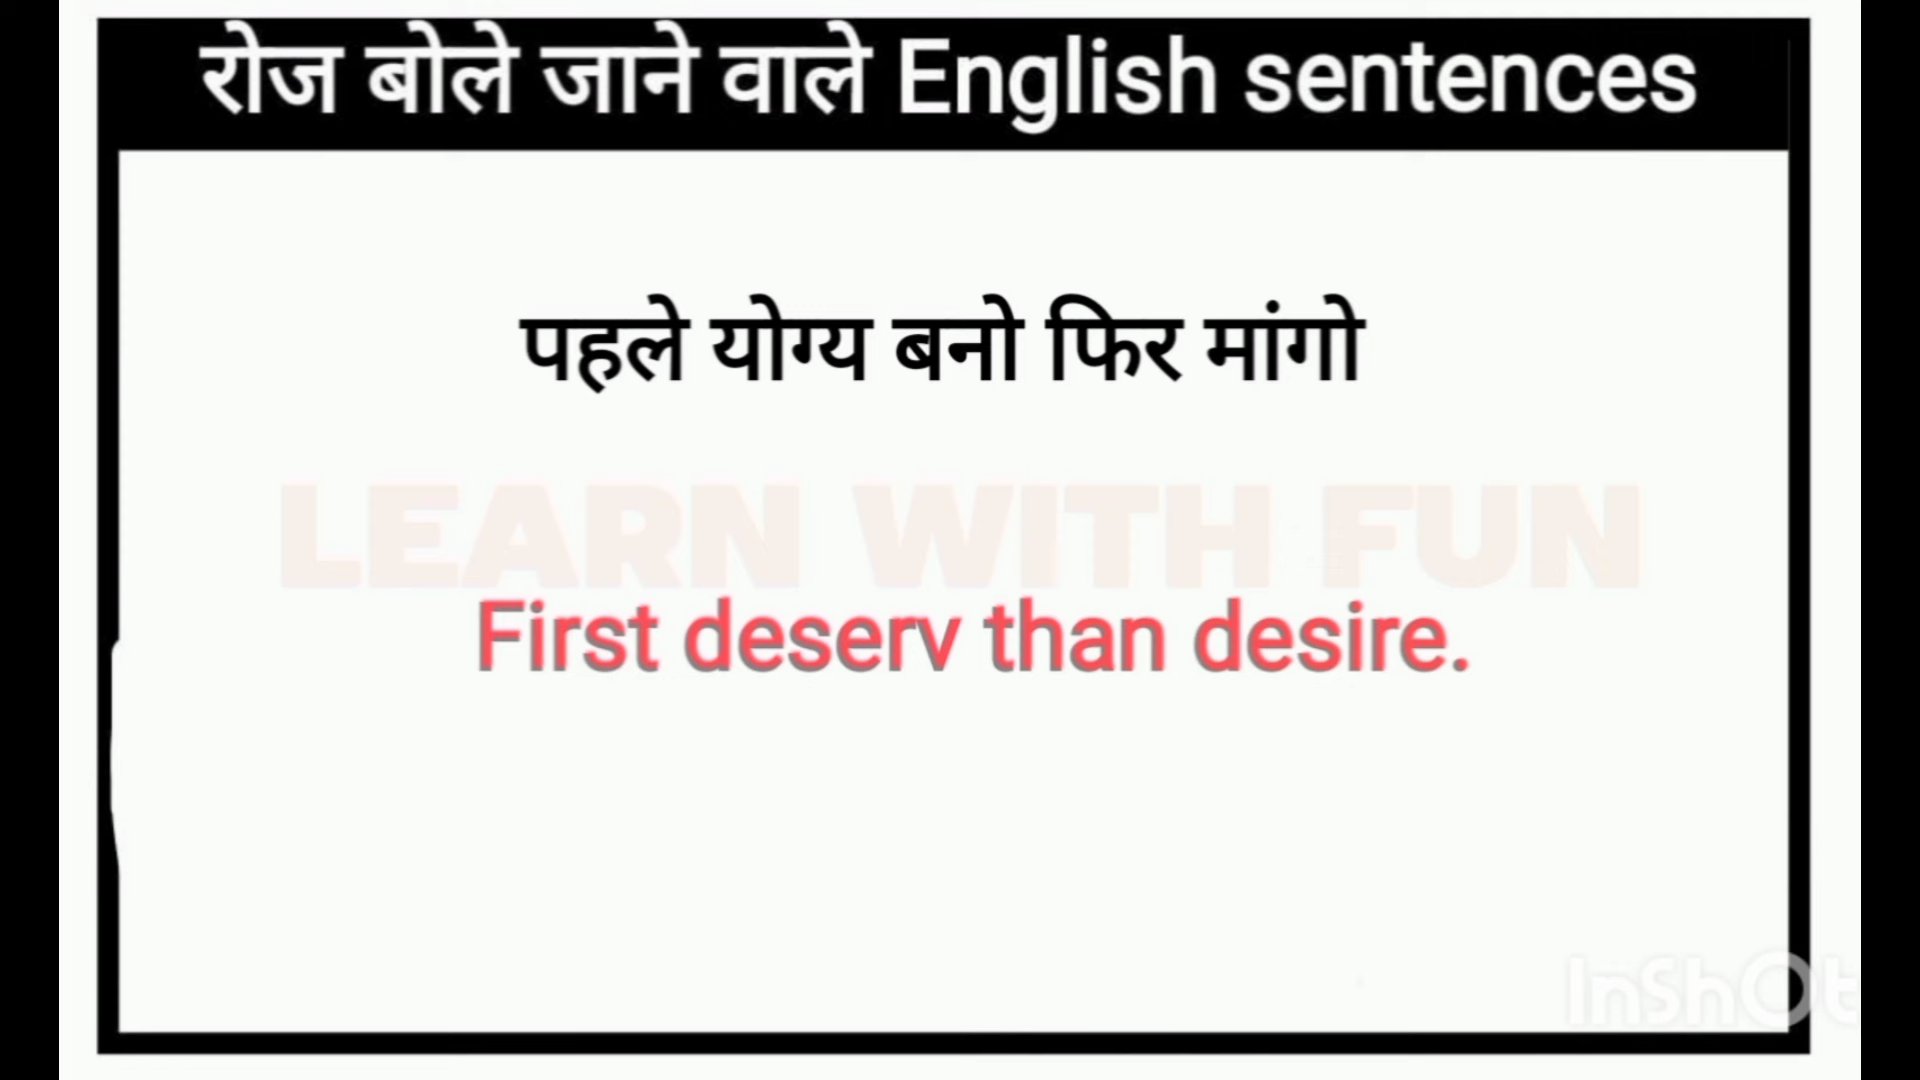 रोज बोले जाने वाले English sentences
पहले योग्य बनो फिर मांगो
LEARN WITH FUN
First deserv than desire.
InShOt